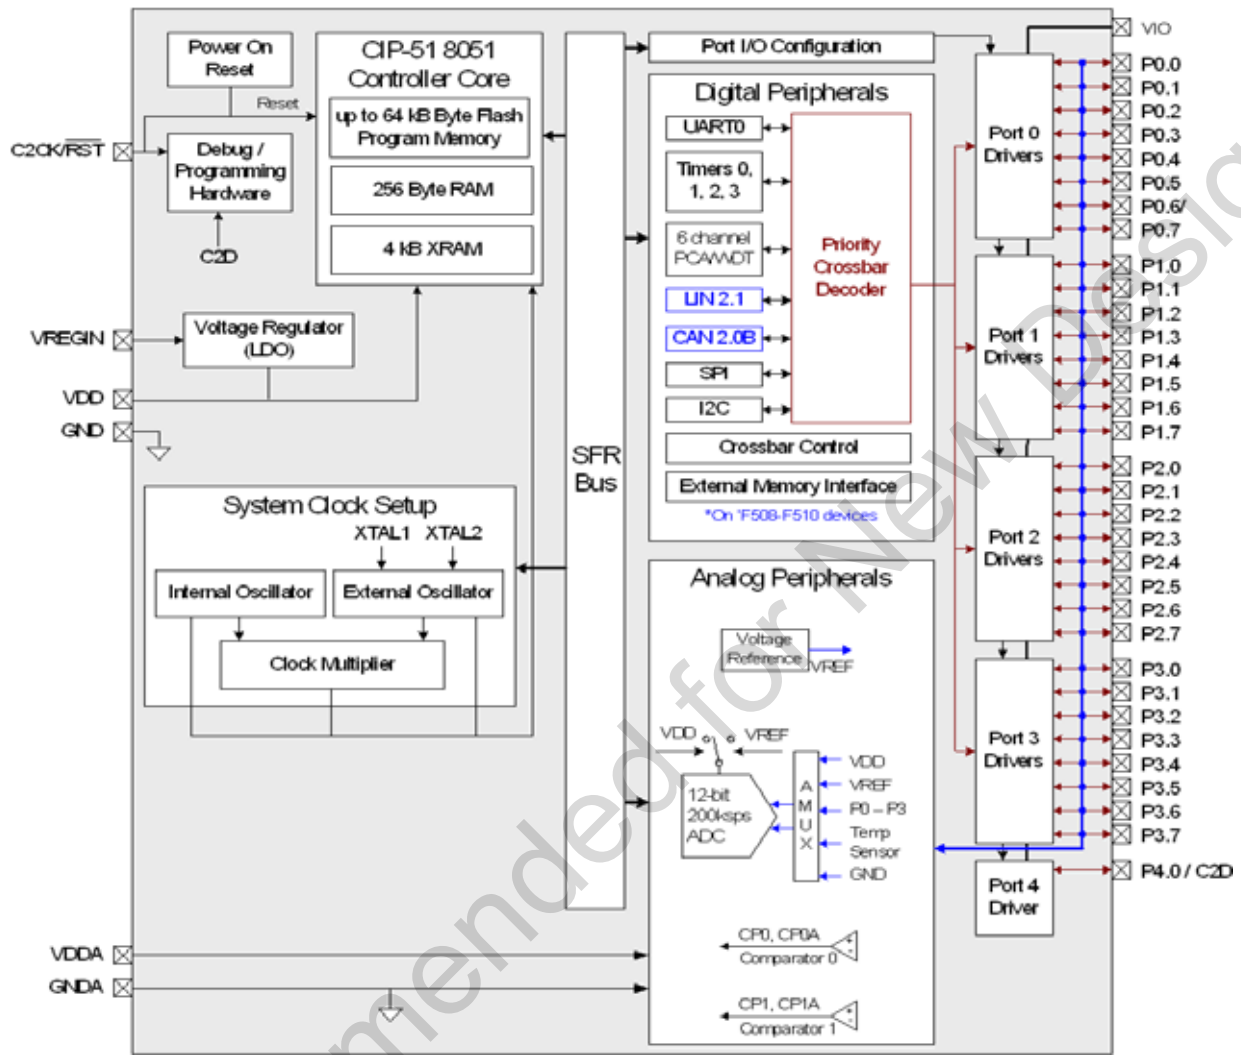 Power On
Reset
Reset
C2CK/RST
Debug /
Programming
Hardware
C2D
CIP-51 8051
Controller Core
up to 64 kB Byte Flash
Program Memory
256 Byte RAM
4 kB XRAM
VREGIN
Voltage Regulator
(LDO)
VDD
GND
System Clock Setup
XTAL1 XTAL2
Internal Oscillator
External Oscillator
Clock Multiplier
VDDA
GNDA
SFR
Bus
Port I/O Configuration
Digital Peripherals
UART0
Timers 0,
1, 2, 3
6 channel
PCA/WDT
LIN 2.1
CAN 2.0B
SPI
I2C
Priority
Crossbar
Decoder
Crossbar Control
External Memory Interface
*On 'F508-F510 devices
Analog Peripherals
Voltage
Reference
VREF
VDD
VREF
12-bit
200ksps
ADC
AMUX
VDD
VREF
P0 – P3
Temp
Sensor
GND
CP0, CP0A
Comparator 0
CP1, CP1A
Comparator 1
Port 0
Drivers
Port 1
Drivers
Port 2
Drivers
Port 3
Drivers
Port 4
Driver
VIO
P0.0
P0.1
P0.2
P0.3
P0.4
P0.5
P0.6/
P0.7
P1.0
P1.1
P1.2
P1.3
P1.4
P1.5
P1.6
P1.7
P2.0
P2.1
P2.2
P2.3
P2.4
P2.5
P2.6
P2.7
P3.0
P3.1
P3.2
P3.3
P3.4
P3.5
P3.6
P3.7
P4.0 / C2D
mended for New Desig